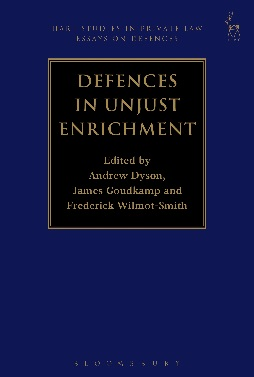 HART STUDIES IN PRIVATE LAW
ESSAYS ON DEFENCES
DEFENCES
IN UNJUST
ENRICHMENT
Edited by
Andrew Dyson,
James Goudkamp and
Frederick Wilmot-Smith
BLOOMSBURY